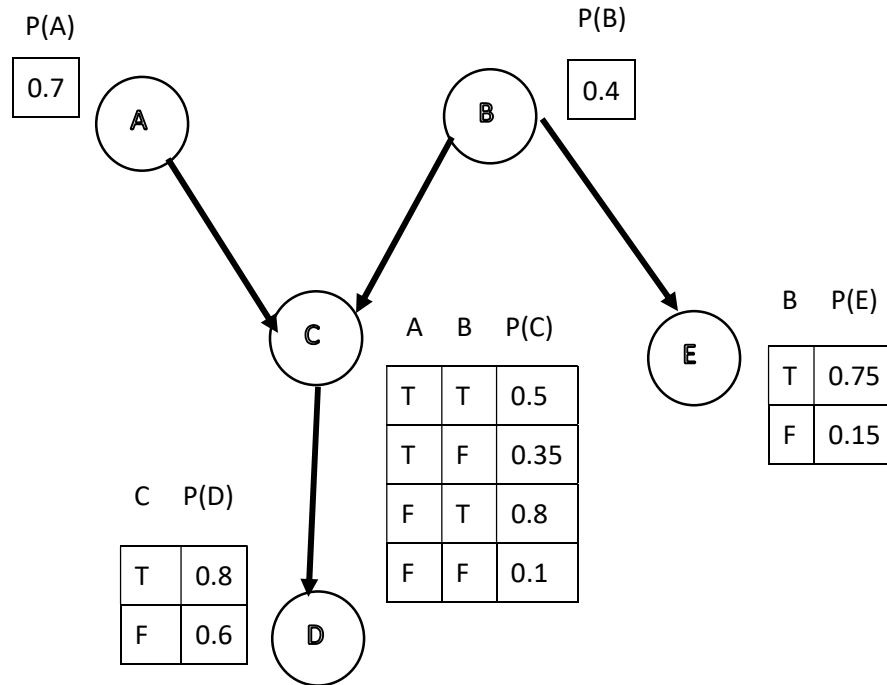 P(A)
P(B)
0.7
A
B
0.4
C
A B P(C)
T T 0.5
T F 0.35
F T 0.8
F F 0.1
E
B P(E)
T 0.75
F 0.15
C P(D)
T 0.8
F 0.6
D